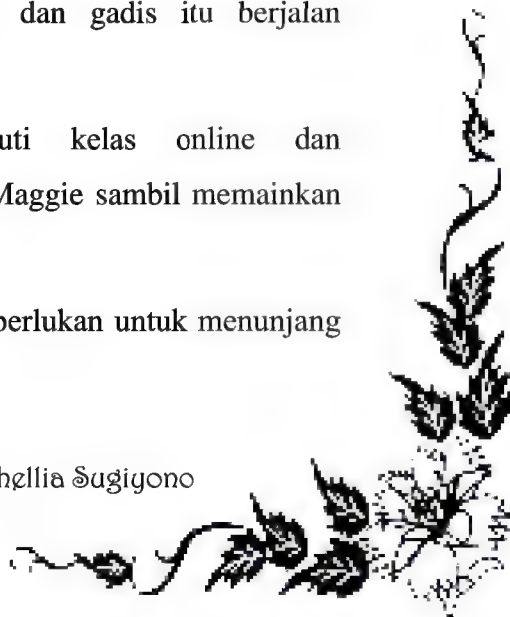 dan gadis itu berjalan
uti kelas online dan
Maggie sambil memainkan
perlukan untuk menunjang
hellia Sugiyono